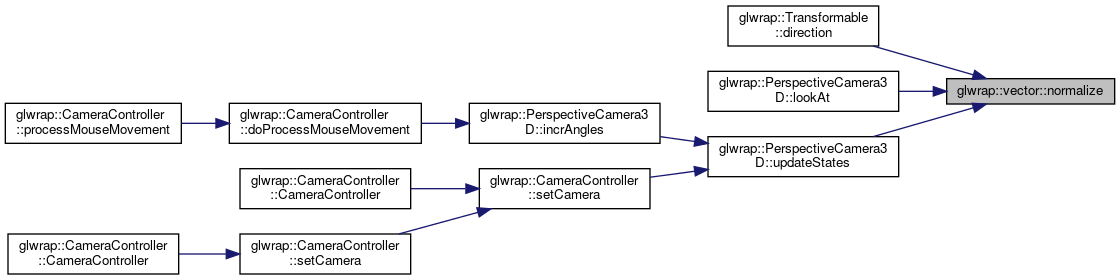 glwrap::Transformable
::direction
glwrap::PerspectiveCamera3
D::lookAt
glwrap::vector::normalize
glwrap::CameraController
::processMouseMovement
glwrap::CameraController
::doProcessMouseMovement
glwrap::PerspectiveCamera3
D::incrAngles
glwrap::PerspectiveCamera3
D::updateStates
glwrap::CameraController
::CameraController
glwrap::CameraController
::setCamera
glwrap::CameraController
::CameraController
glwrap::CameraController
::setCamera